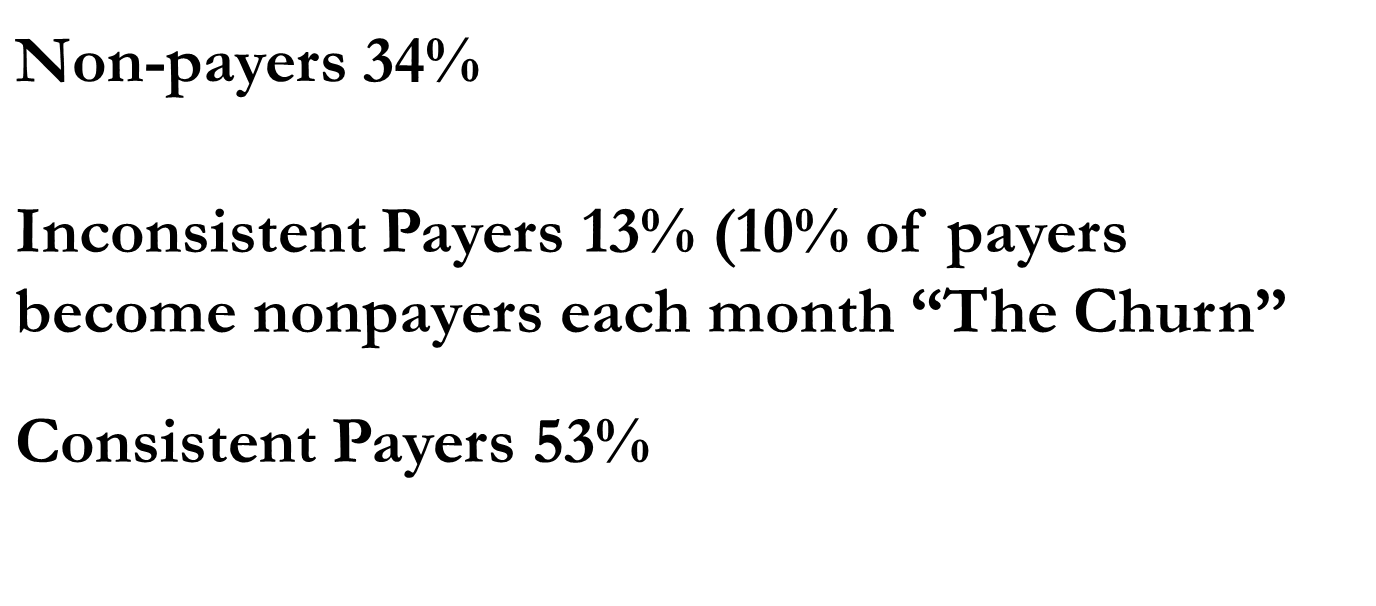 Non-payers 34%
Inconsistent Payers 13% (10% of payers
become nonpayers each month “The Churn”
Consistent Payers 53%